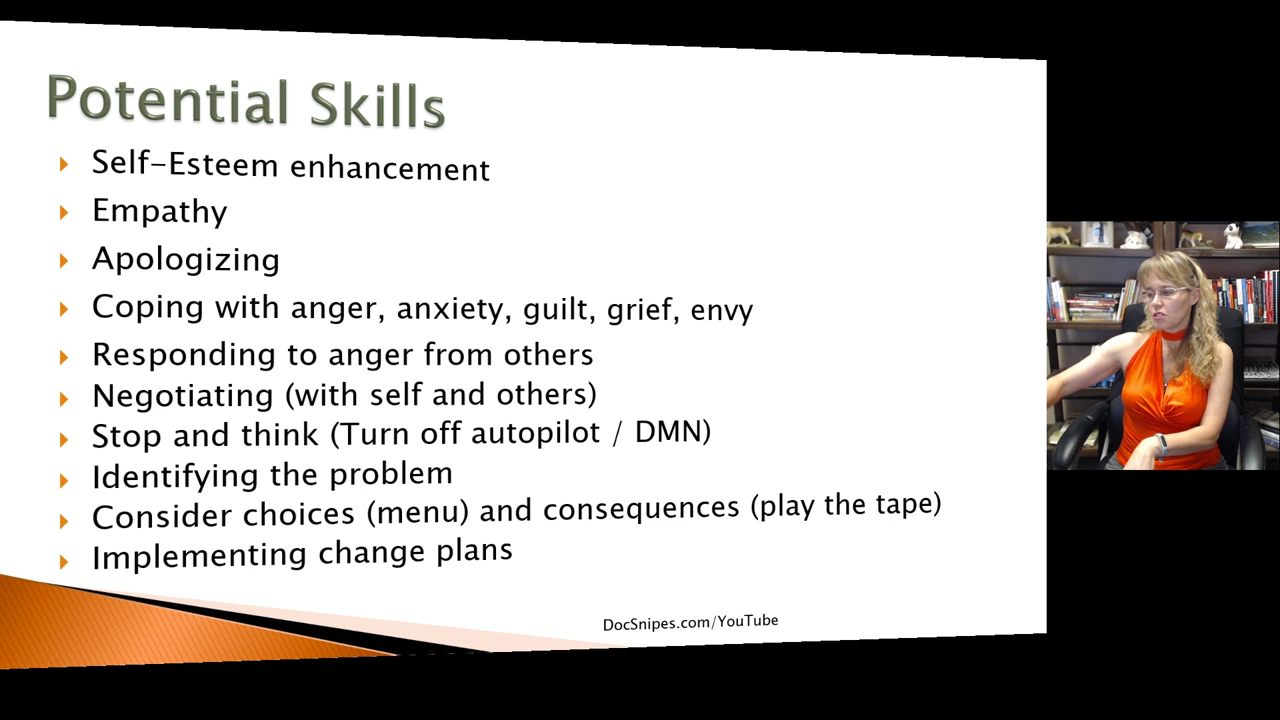 Potential Skills
Self-Esteem enhancement
Empathy
Apologizing
Coping with anger, anxiety, guilt, grief, envy
Responding to anger from others
Negotiating (with self and others)
Stop and think (Turn off autopilot / DMN)
Identifying the problem
Consider choices (menu) and consequences (play the tape)
Implementing change plans
DocSnipes.com/YouTube